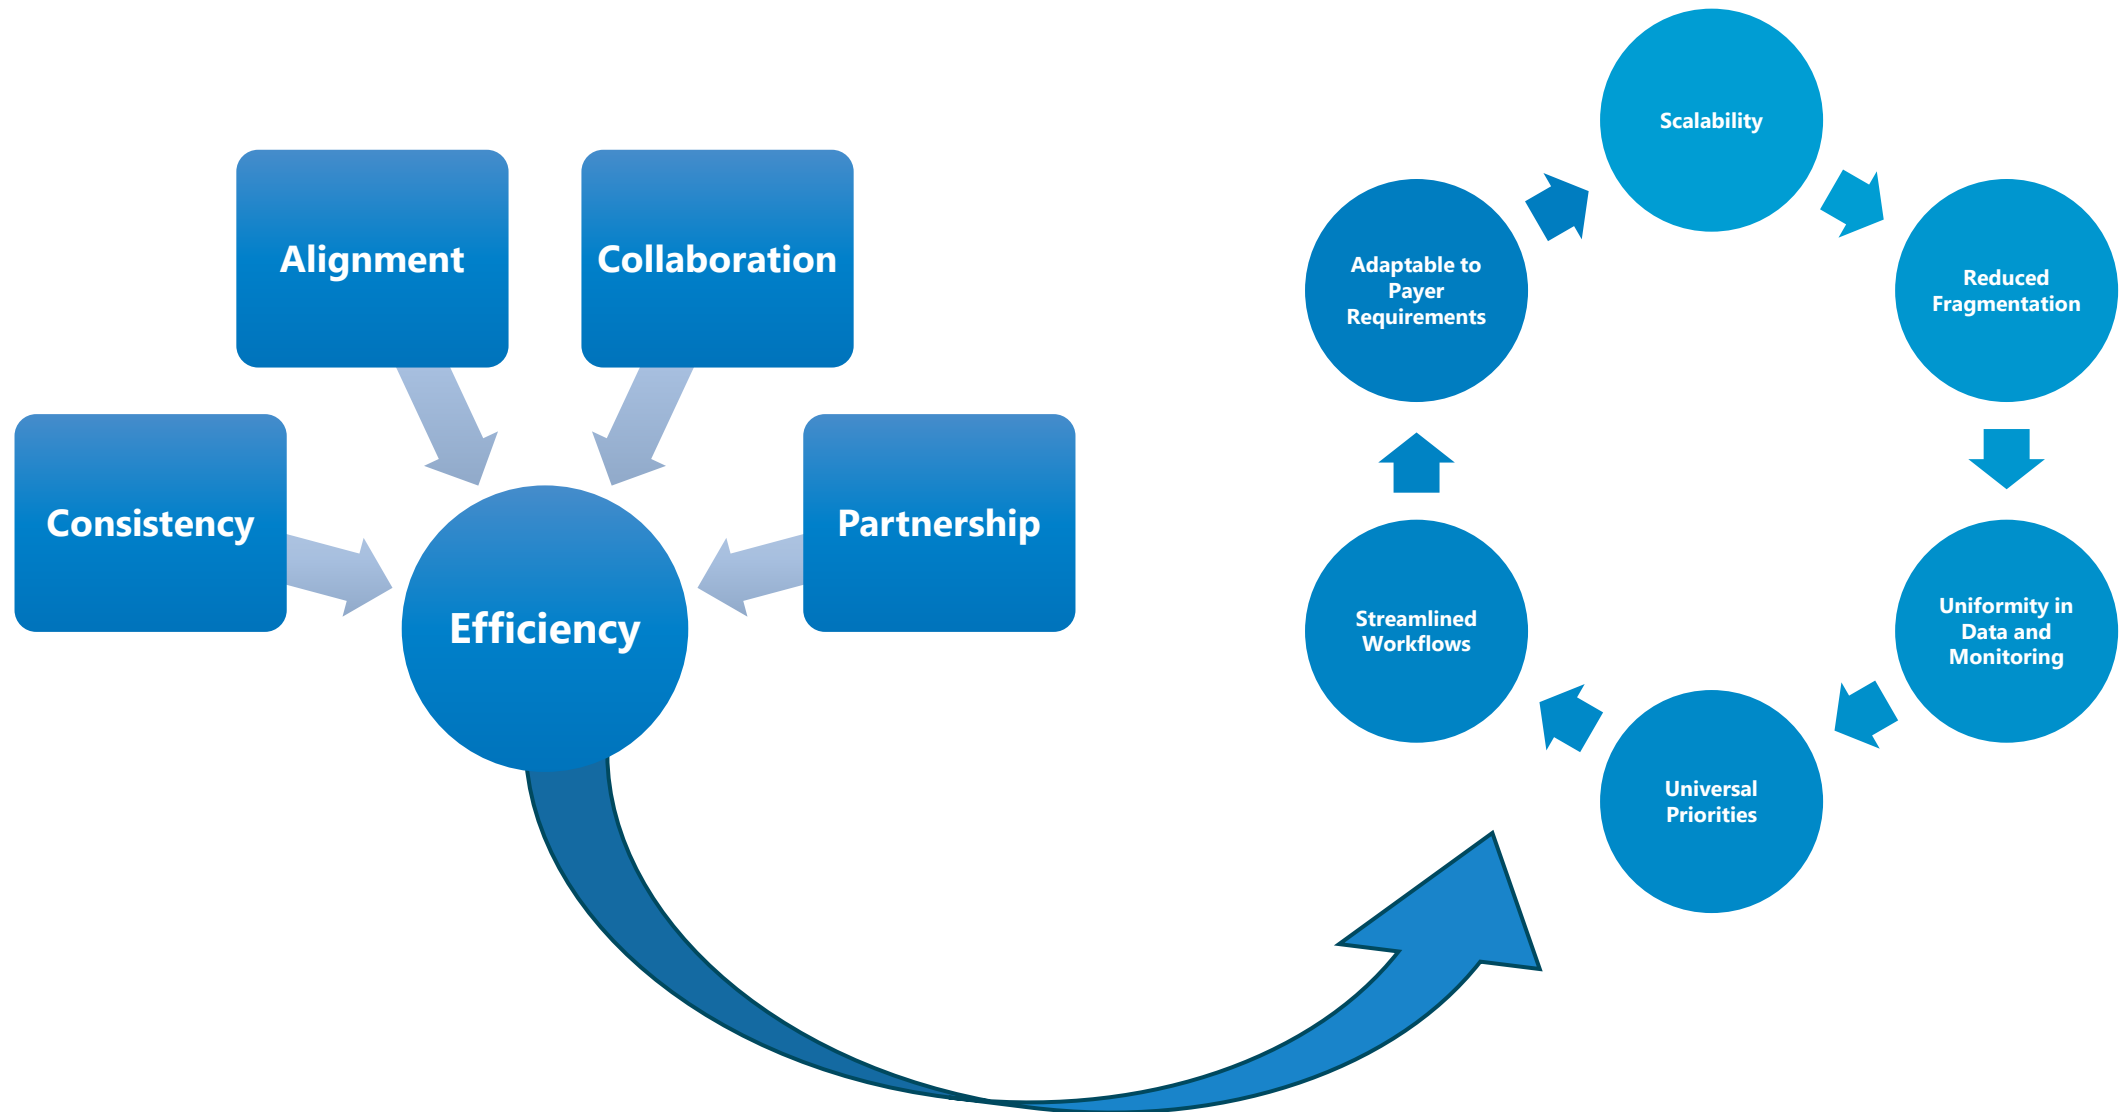 Alignment
Collaboration
Consistency
Partnership
Efficiency
Scalability
Reduced
Fragmentation
Uniformity in
Data and
Monitoring
Universal
Priorities
Streamlined
Workflows
Adaptable to
Payer
Requirements